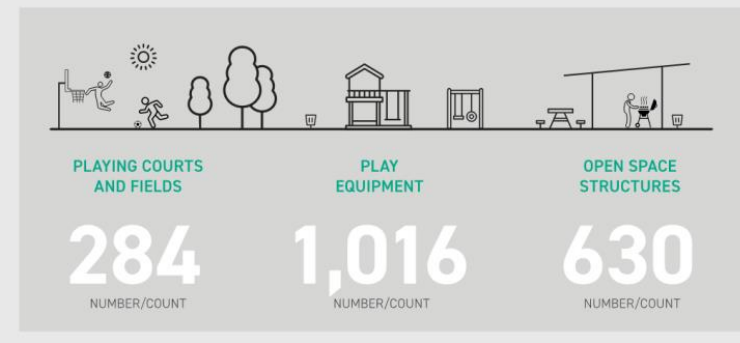 PLAYING COURTS
AND FIELDS
284
NUMBER/COUNT
PLAY
EQUIPMENT
1,016
NUMBER/COUNT
OPEN SPACE
STRUCTURES
630
NUMBER/COUNT